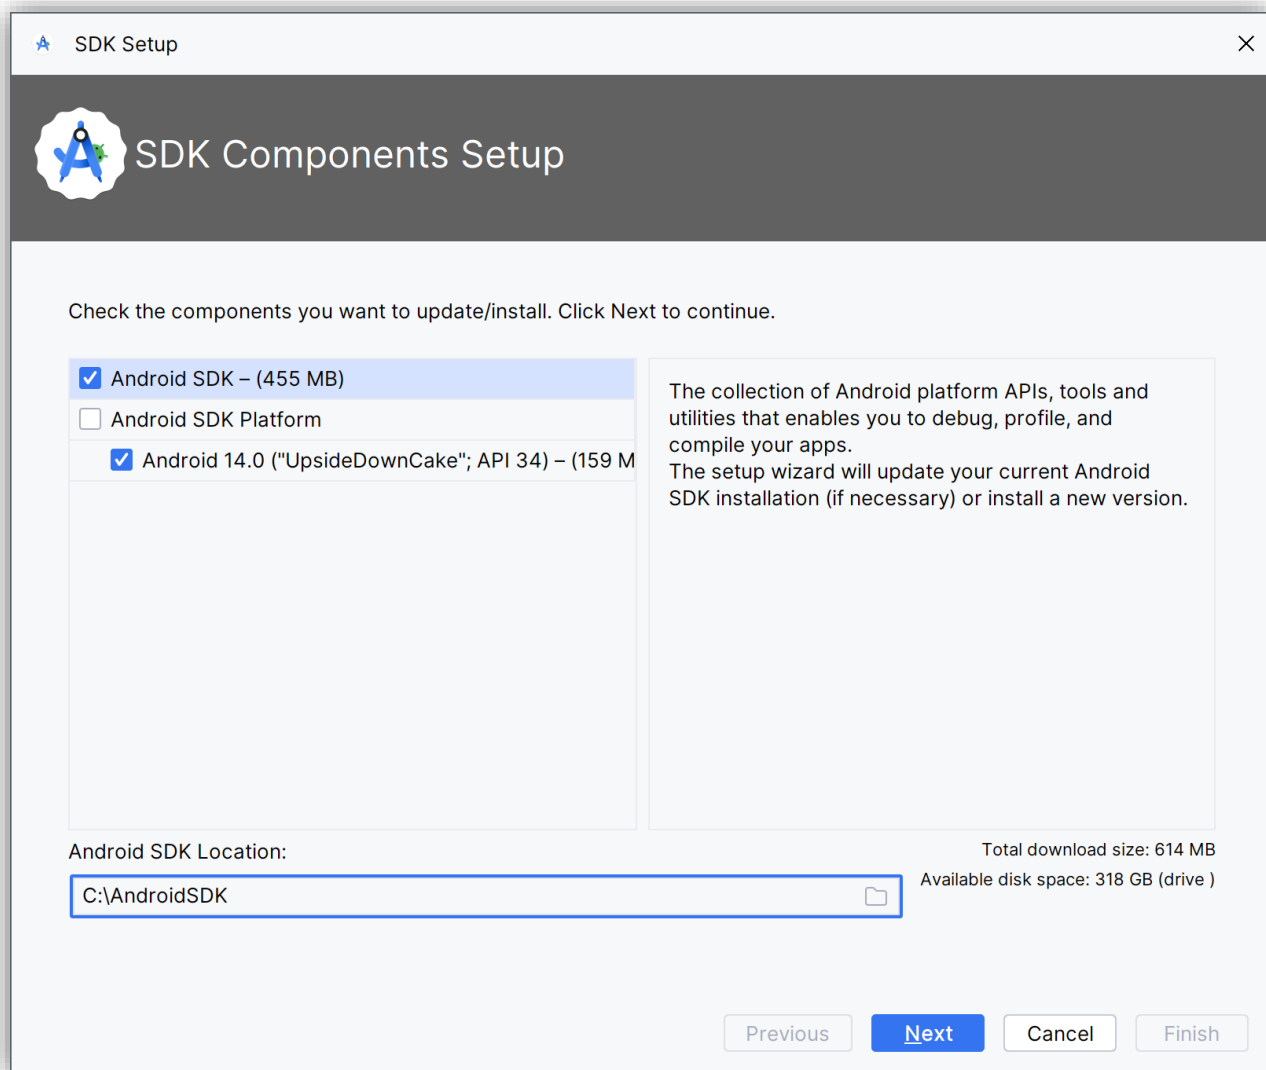 SDK Setup
SDK Components Setup
Check the components you want to update/install. Click Next to continue.
Android SDK – (455 MB)
Android SDK Platform
Android 14.0 ("UpsideDownCake"; API 34) – (159 M
The collection of Android platform APIs, tools and
utilities that enables you to debug, profile, and
compile your apps.
The setup wizard will update your current Android
SDK installation (if necessary) or install a new version.
Android SDK Location:
C:\AndroidSDK
Total download size: 614 MB
Available disk space: 318 GB (drive )
Previous
Next
Cancel
Finish